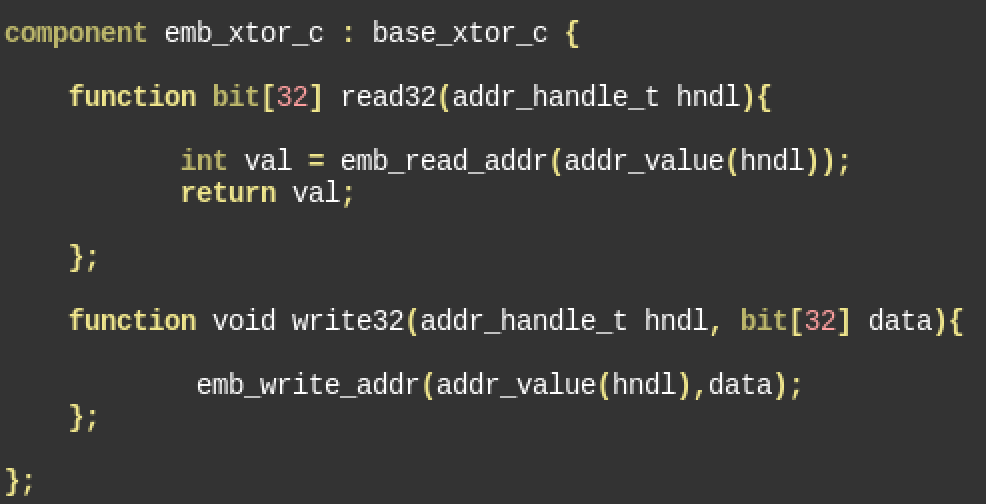 component emb_xtor_c : base_xtor_c {
function bit[32] read32(addr_handle_t hndl){
int val = emb_read_addr(addr_value(hndl));
return val;
};
function void write32(addr_handle_t hndl, bit[32] data){
emb_write_addr(addr_value(hndl),data);
};
};